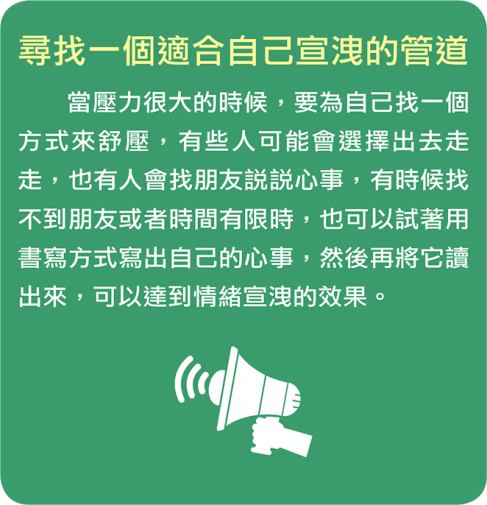 尋找一個適合自己宣洩的管道
當壓力很大的時候，要為自己找一個
方式來舒壓，有些人可能會選擇出去走
走，也有人會找朋友説説心事，有時候找
不到朋友或者時間有限時，也可以試著用
書寫方式寫出自己的心事，然後再將它讀
出來，可以達到情緒宣洩的效果。